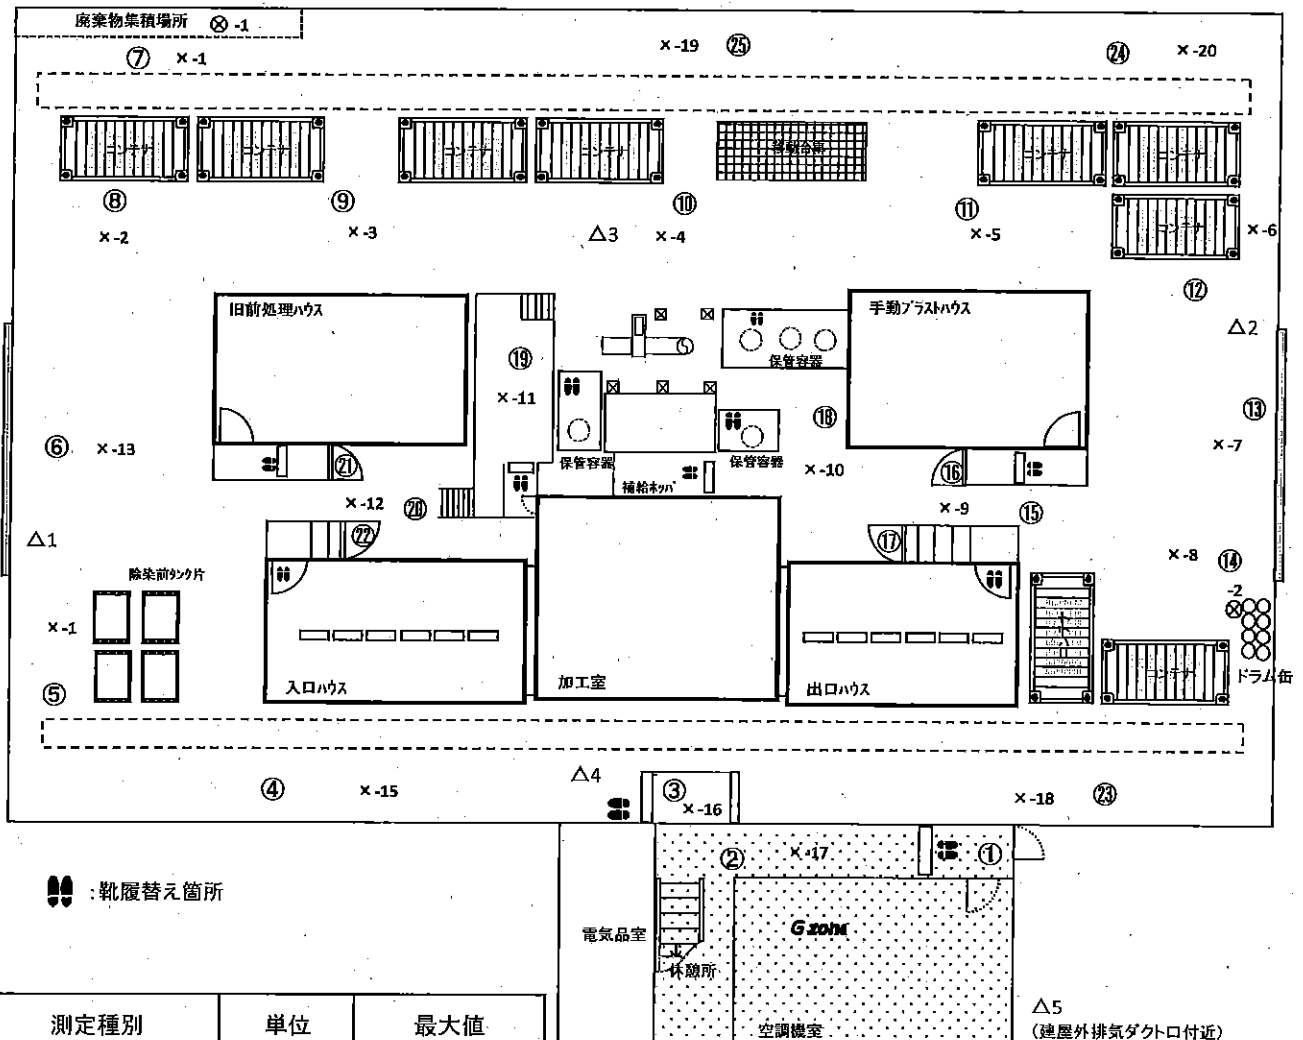 廃棄物集積場所 ⊗ -1
⑦ ×-1
×-19 ㉕
㉔ ×-20
コンテナ コンテナ コンテナ コンテナ コンテナ コンテナ
⑧ ⑨ ⑩ ⑪
コンテナ ×-6
×-2 ×-3 △3 ×-4 ×-5
⑫
旧前処理ハウス
手動ブラストハウス
△2
⑲
保管容器
×-11
⑱
⑬
⑥ ×-13
×-7
保管容器
保管容器
㉑
×-10
⑯
補給ホッパ
×-12 ⑳
×-9 ⑮
△1
㉒
⑰
×-8 ⑭
除染前タンク片
-2
⊗
×-1
ドラム缶
コンテナ
⑤
入口ハウス
加工室
出口ハウス
④ ×-15
△4
③
×-16
×-18 ㉓
② ×-17 ①
:靴履替え箇所
G zone
電気品室
休憩所
測定種別 単位 最大値
空調機室
△5
(建屋外排気ダクト口付近)